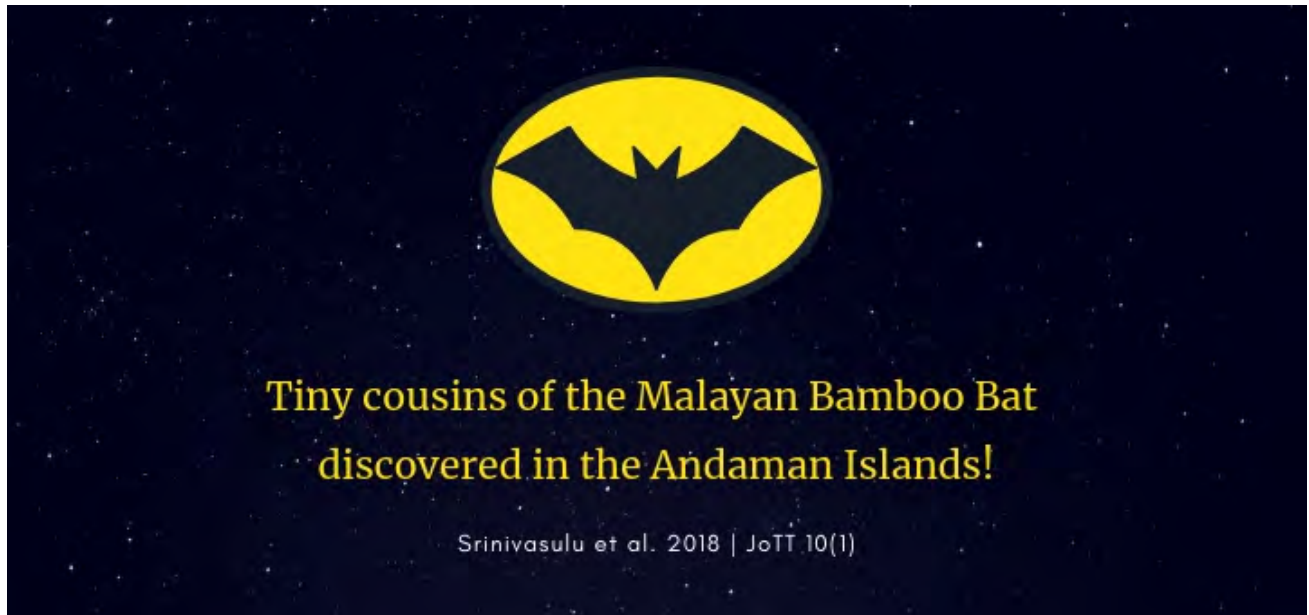 Tiny cousins of the Malayan Bamboo Bat
discovered in the Andaman Islands!
Srinivasulu et al. 2018 | JoTT 10(1)